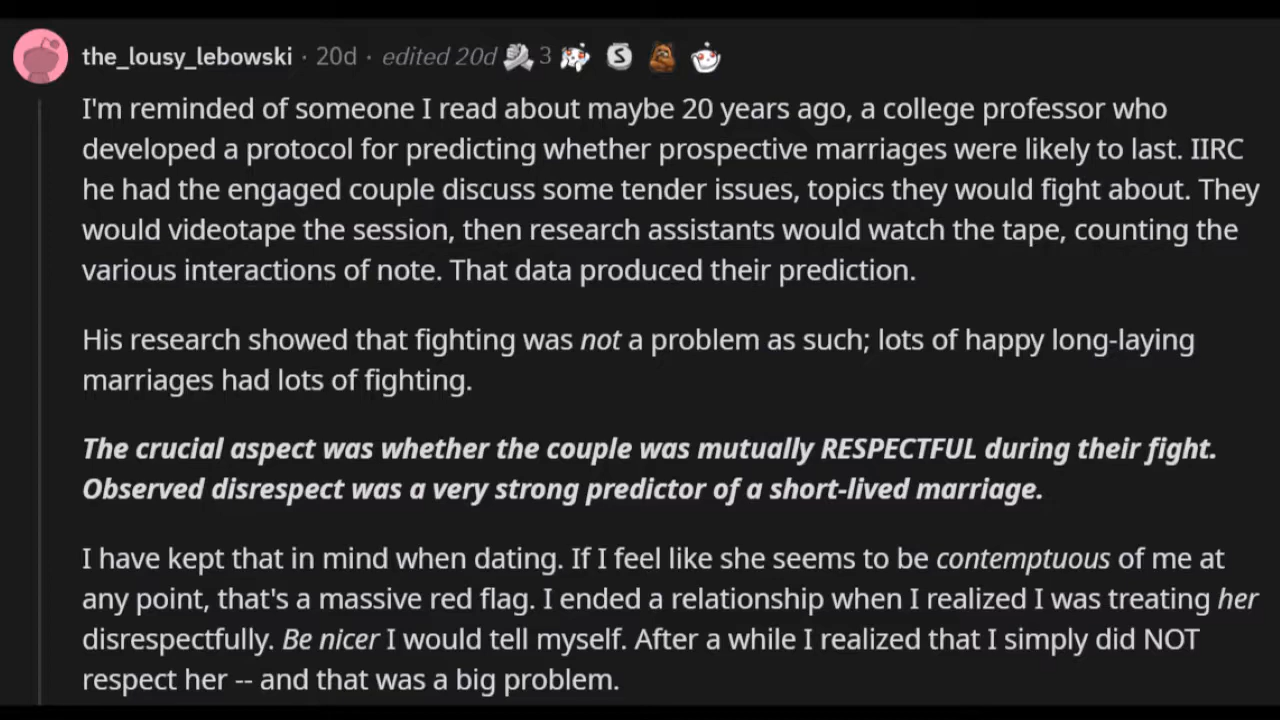 the_lousy_lebowski · 20d · edited 20d 3 S
I'm reminded of someone I read about maybe 20 years ago, a college professor who
developed a protocol for predicting whether prospective marriages were likely to last. IIRC
he had the engaged couple discuss some tender issues, topics they would fight about. They
would videotape the session, then research assistants would watch the tape, counting the
various interactions of note. That data produced their prediction.
His research showed that fighting was not a problem as such; lots of happy long-laying
marriages had lots of fighting.
The crucial aspect was whether the couple was mutually RESPECTFUL during their fight.
Observed disrespect was a very strong predictor of a short-lived marriage.
I have kept that in mind when dating. If I feel like she seems to be contemptuous of me at
any point, that's a massive red flag. I ended a relationship when I realized I was treating her
disrespectfully. Be nicer I would tell myself. After a while I realized that I simply did NOT
respect her -- and that was a big problem.